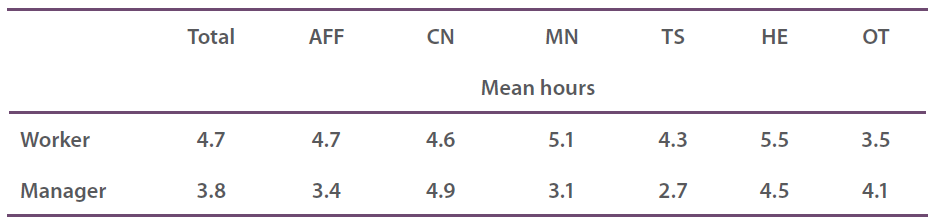 Total AFF CN MN TS HE OT
Mean hours
Worker 4.7 4.7 4.6 5.1 4.3 5.5 3.5
Manager 3.8 3.4 4.9 3.1 2.7 4.5 4.1